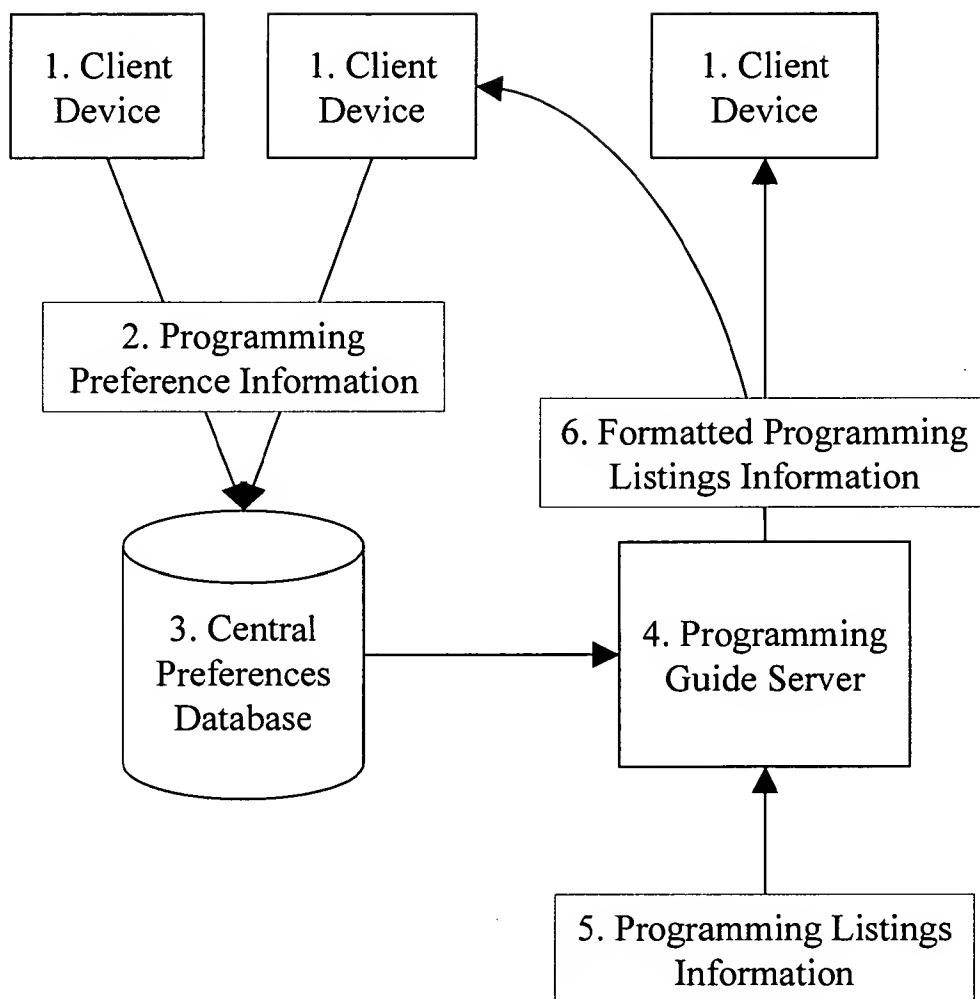 1. Client
Device
1. Client
Device
1. Client
Device
2. Programming
Preference Information
6. Formatted Programming
Listings Information
3. Central
Preferences
Database
4. Programming
Guide Server
5. Programming Listings
Information